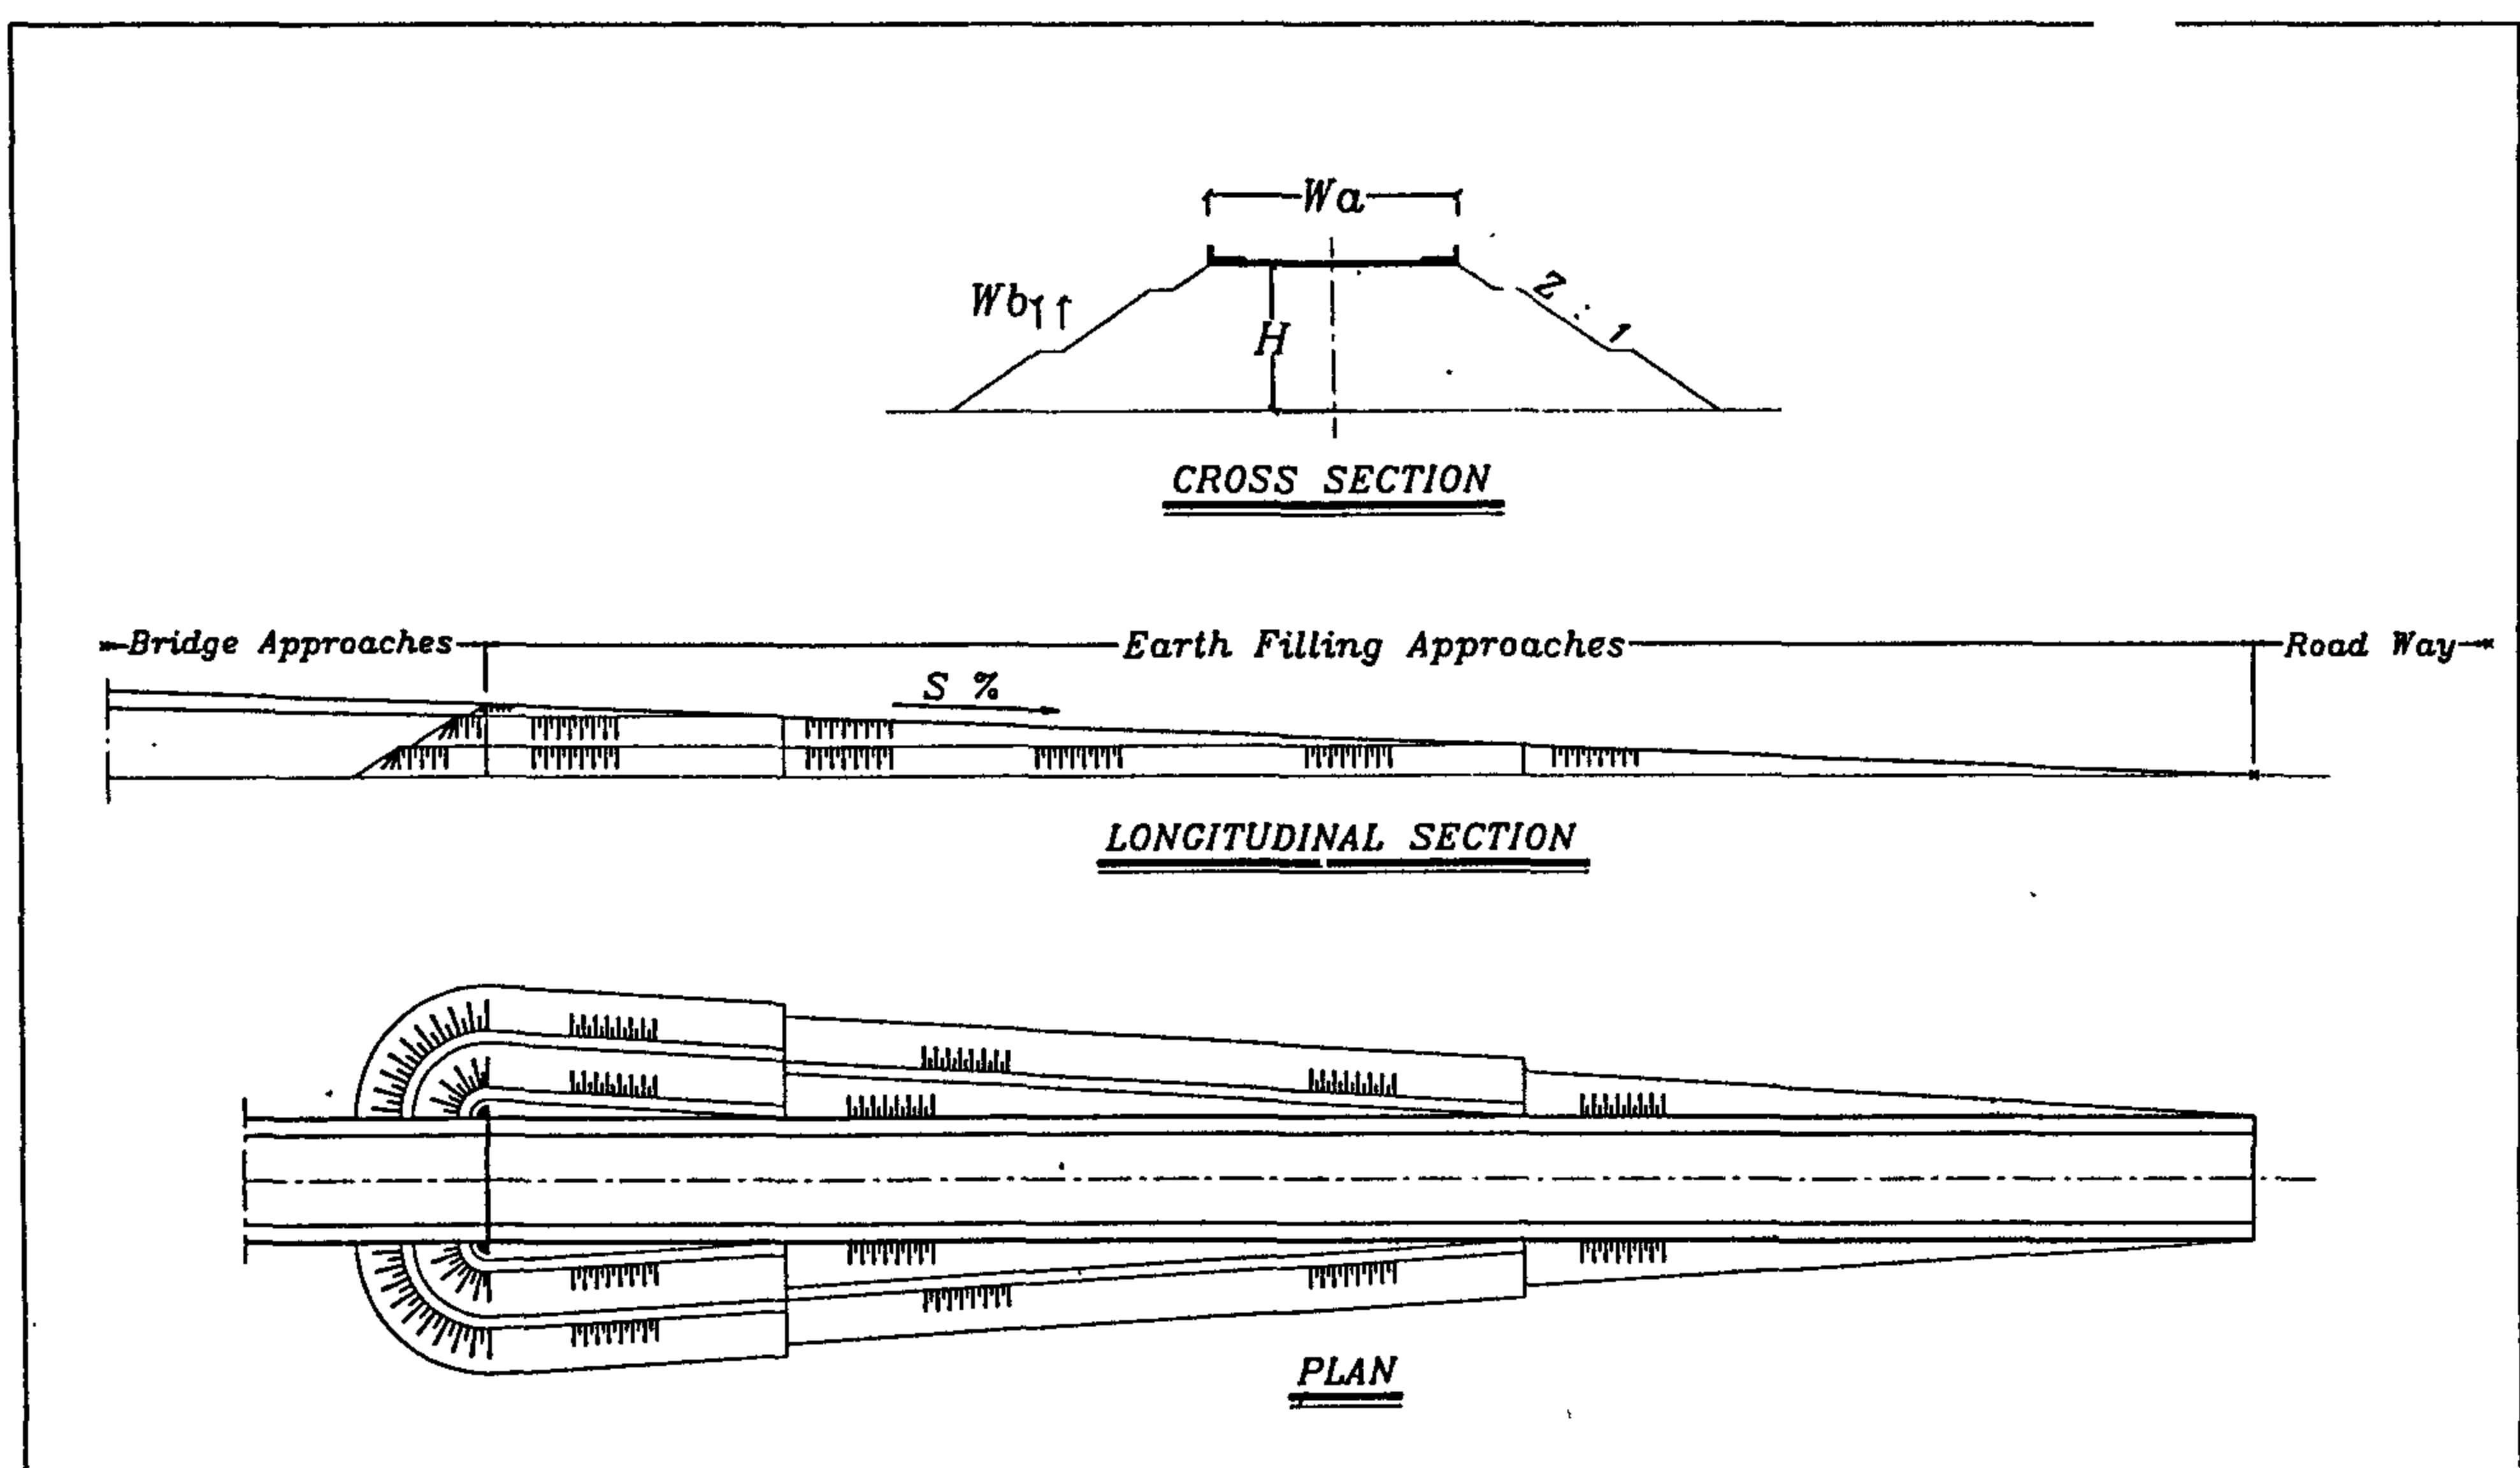 Wa
Wb
H
Z : 1
CROSS SECTION
Bridge Approaches
Earth Filling Approaches
Road Way
S %
LONGITUDINAL SECTION
PLAN